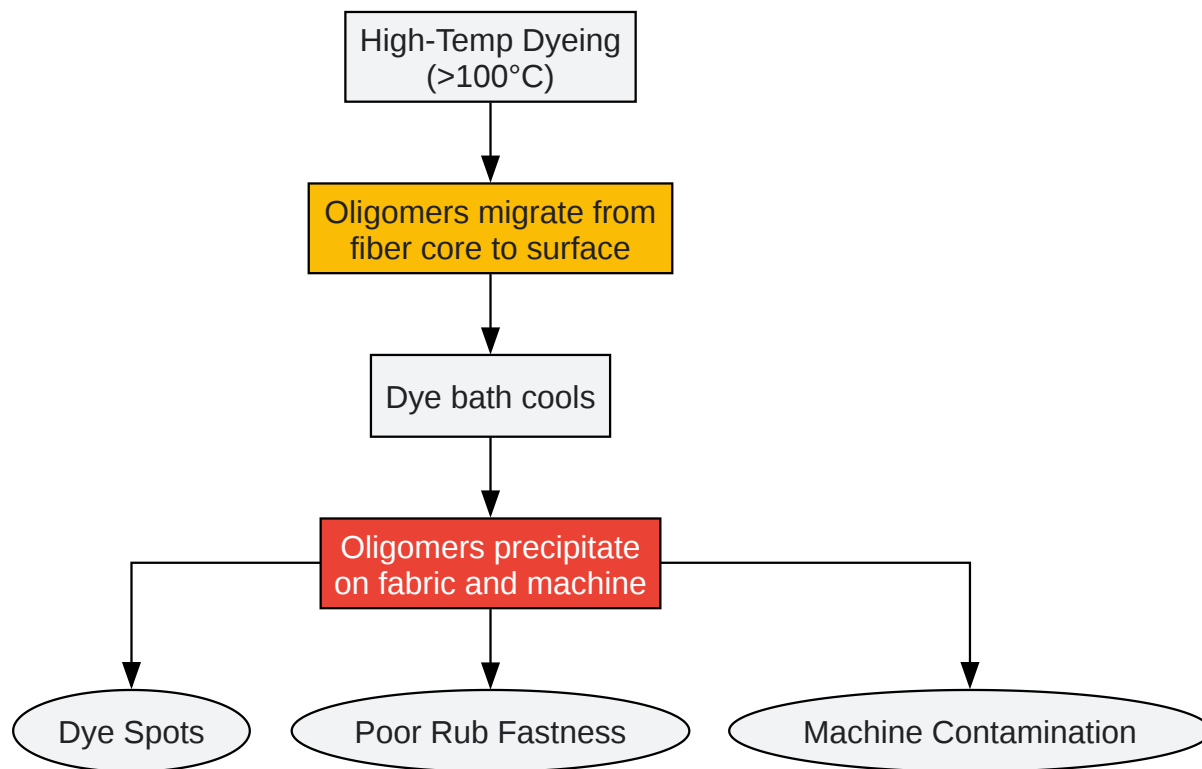 High-Temp Dyeing
(>100°C)
Oligomers migrate from
fiber core to surface
Dye bath cools
Oligomers precipitate
on fabric and machine
Dye Spots
Poor Rub Fastness
Machine Contamination